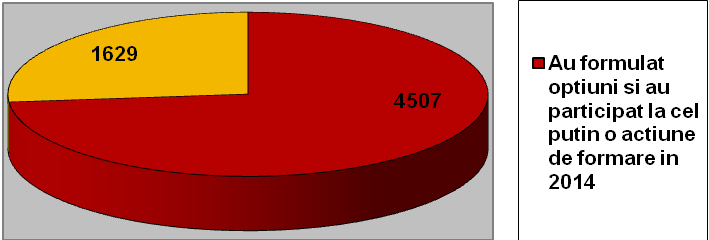 1629
4507
Au formulat
optiuni si au
participat la cel
putin o actiune
de formare in
2014